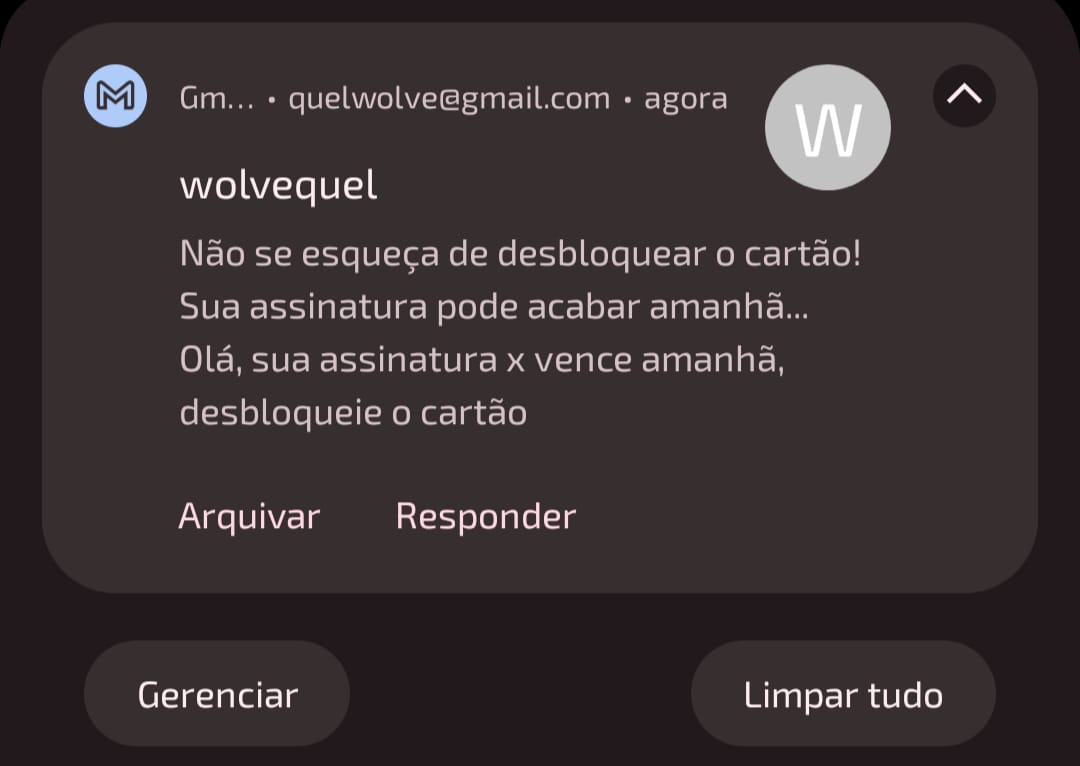 Gm... • quelwolve@gmail.com • agora
W
wolvequel
Não se esqueça de desbloquear o cartão!
Sua assinatura pode acabar amanhã...
Olá, sua assinatura x vence amanhã,
desbloqueie o cartão
Arquivar Responder
Gerenciar Limpar tudo